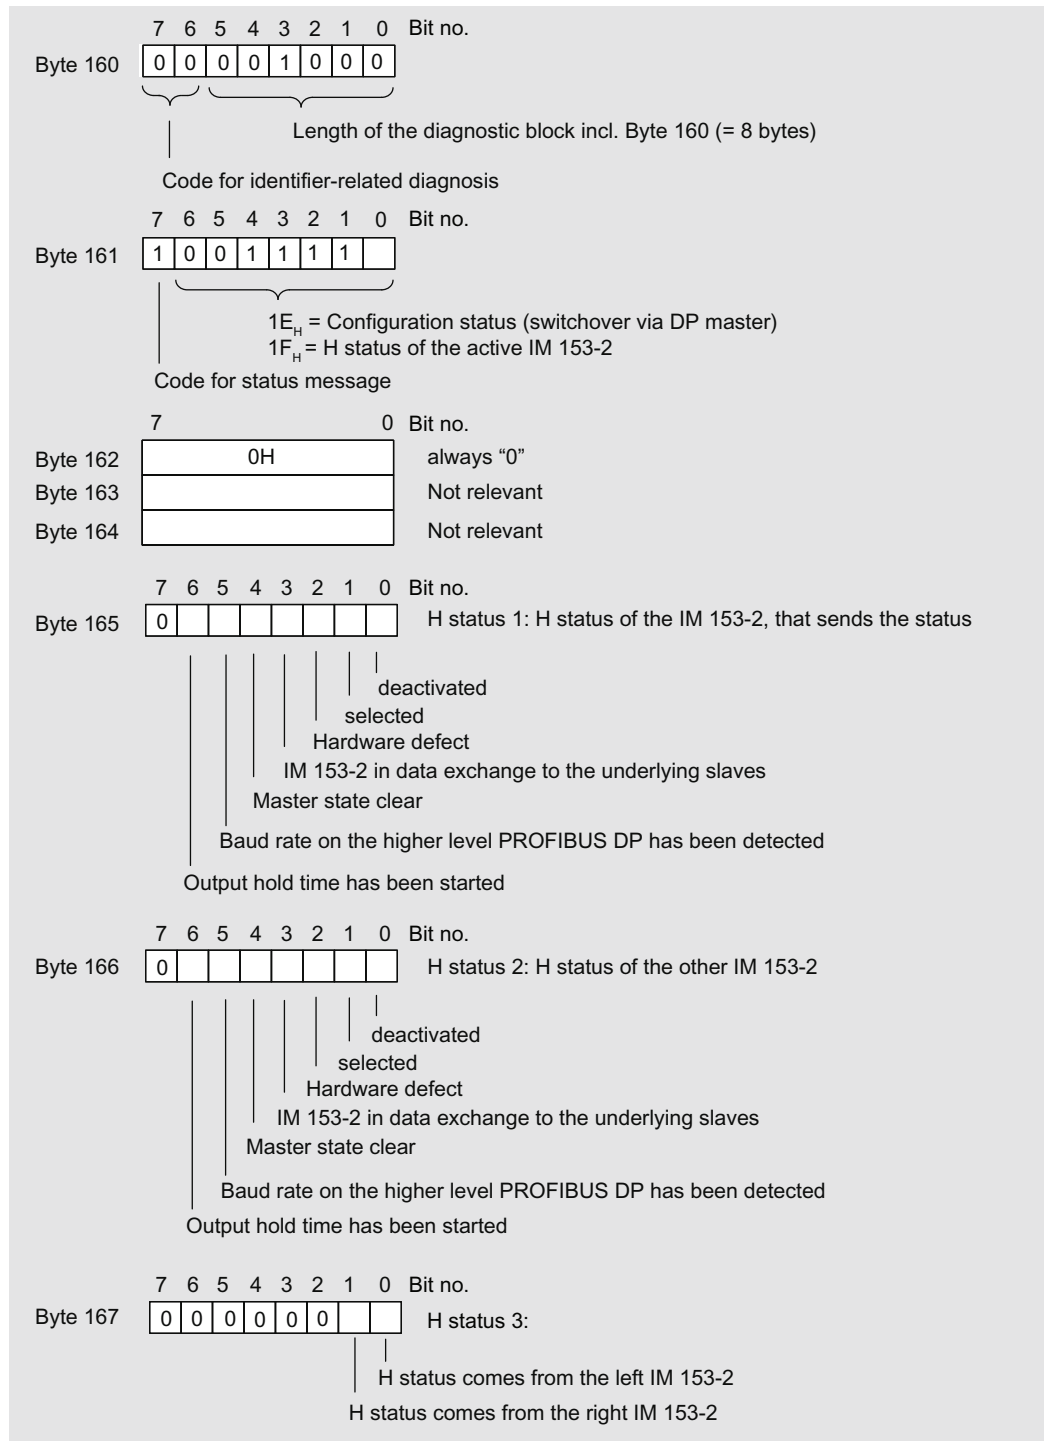 7 6 5 4 3 2 1 0 Bit no.
Byte 160 0 0 0 0 1 0 0 0
Length of the diagnostic block incl. Byte 160 (= 8 bytes)
Code for identifier-related diagnosis
7 6 5 4 3 2 1 0 Bit no.
Byte 161 1 0 0 1 1 1 1
1E_H = Configuration status (switchover via DP master)
1F_H = H status of the active IM 153-2
Code for status message
7 0 Bit no.
Byte 162 0H always “0”
Byte 163 Not relevant
Byte 164 Not relevant
7 6 5 4 3 2 1 0 Bit no.
Byte 165 0 H status 1: H status of the IM 153-2, that sends the status
deactivated
selected
Hardware defect
IM 153-2 in data exchange to the underlying slaves
Master state clear
Baud rate on the higher level PROFIBUS DP has been detected
Output hold time has been started
7 6 5 4 3 2 1 0 Bit no.
Byte 166 0 H status 2: H status of the other IM 153-2
deactivated
selected
Hardware defect
IM 153-2 in data exchange to the underlying slaves
Master state clear
Baud rate on the higher level PROFIBUS DP has been detected
Output hold time has been started
7 6 5 4 3 2 1 0 Bit no.
Byte 167 0 0 0 0 0 0 H status 3:
H status comes from the left IM 153-2
H status comes from the right IM 153-2